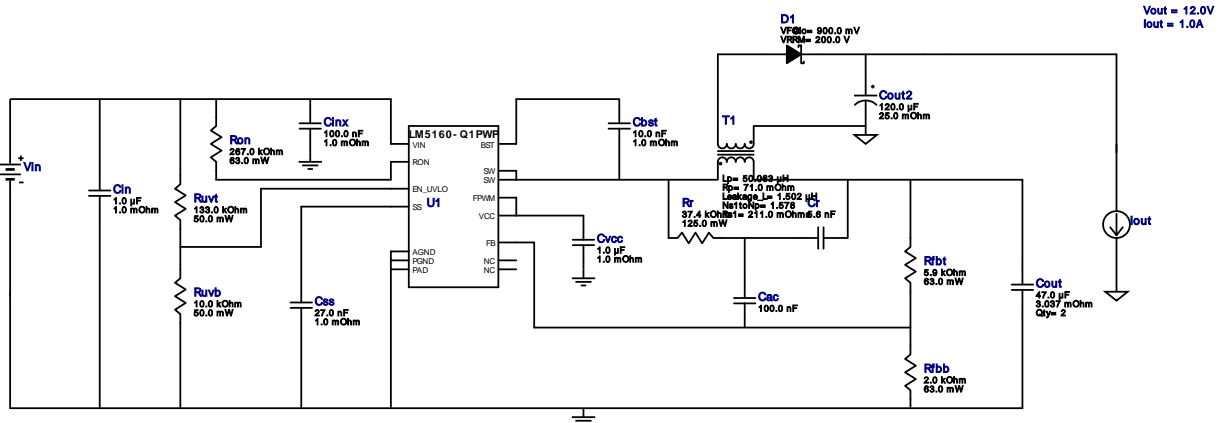 Vout = 12.0V
Iout = 1.0A
D1
VRRM= 200.0 V
Cout2
120.0 µF
25.0 mOhm
T1
Cinx
100.0 nF
1.0 mOhm
LM5160-Q1PWP
Cbst
10.0 nF
1.0 mOhm
Ron
267.0 kOhm
63.0 mW
VIN
BST
RON
SW
SW
EN_UVLO
FPWM
U1
SS
VCC
FB
AGND
PGND
PAD
NC
NC
Vin
Cin
1.0 µF
1.0 mOhm
Ruvt
133.0 kOhm
50.0 mW
Lp= 50.063 µH
Rp= 71.0 mOhm
Leakage_L= 1.502 µH
Ns1toNp= 1.578
Rr
37.4 kOhm
125.0 mW
Cr
Iout
Cvcc
1.0 µF
1.0 mOhm
Rfbt
5.9 kOhm
63.0 mW
Cout
47.0 µF
3.037 mOhm
Qty= 2
Ruvb
10.0 kOhm
50.0 mW
Css
27.0 nF
1.0 mOhm
Cac
100.0 nF
Rfbb
2.0 kOhm
63.0 mW